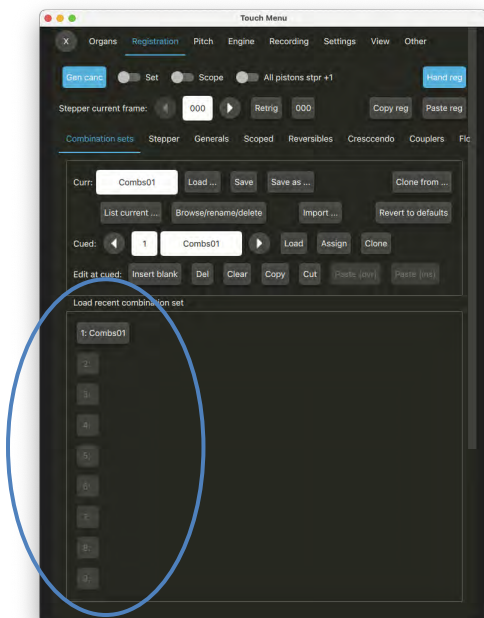 Touch Menu
X Organs Registration Pitch Engine Recording Settings View Other
Gen canc Set Scope All pistons stpr +1 Hand reg
Stepper current frame: 000 Retrig 000 Copy reg Paste reg
Combination sets Stepper Generals Scoped Reversibles Cresccendo Couplers Flo
Curr: Combs01 Load ... Save Save as ... Clone from ...
List current ... Browse/rename/delete Import ... Revert to defaults
Cued: 1 Combs01 Load Assign Clone
Edit at cued: Insert blank Del Clear Copy Cut Paste (ovr) Paste (ins)
Load recent combination set
1: Combs01
2:
3:
4:
5:
6:
7:
8:
9: